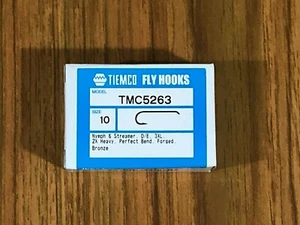 TIEMCO FLY HOOKS
MODEL
TMC5263
SIZE
10
Nymph & Streamer. D/E. 3XL.
2X Heavy. Perfect Bend. Forged.
Bronze